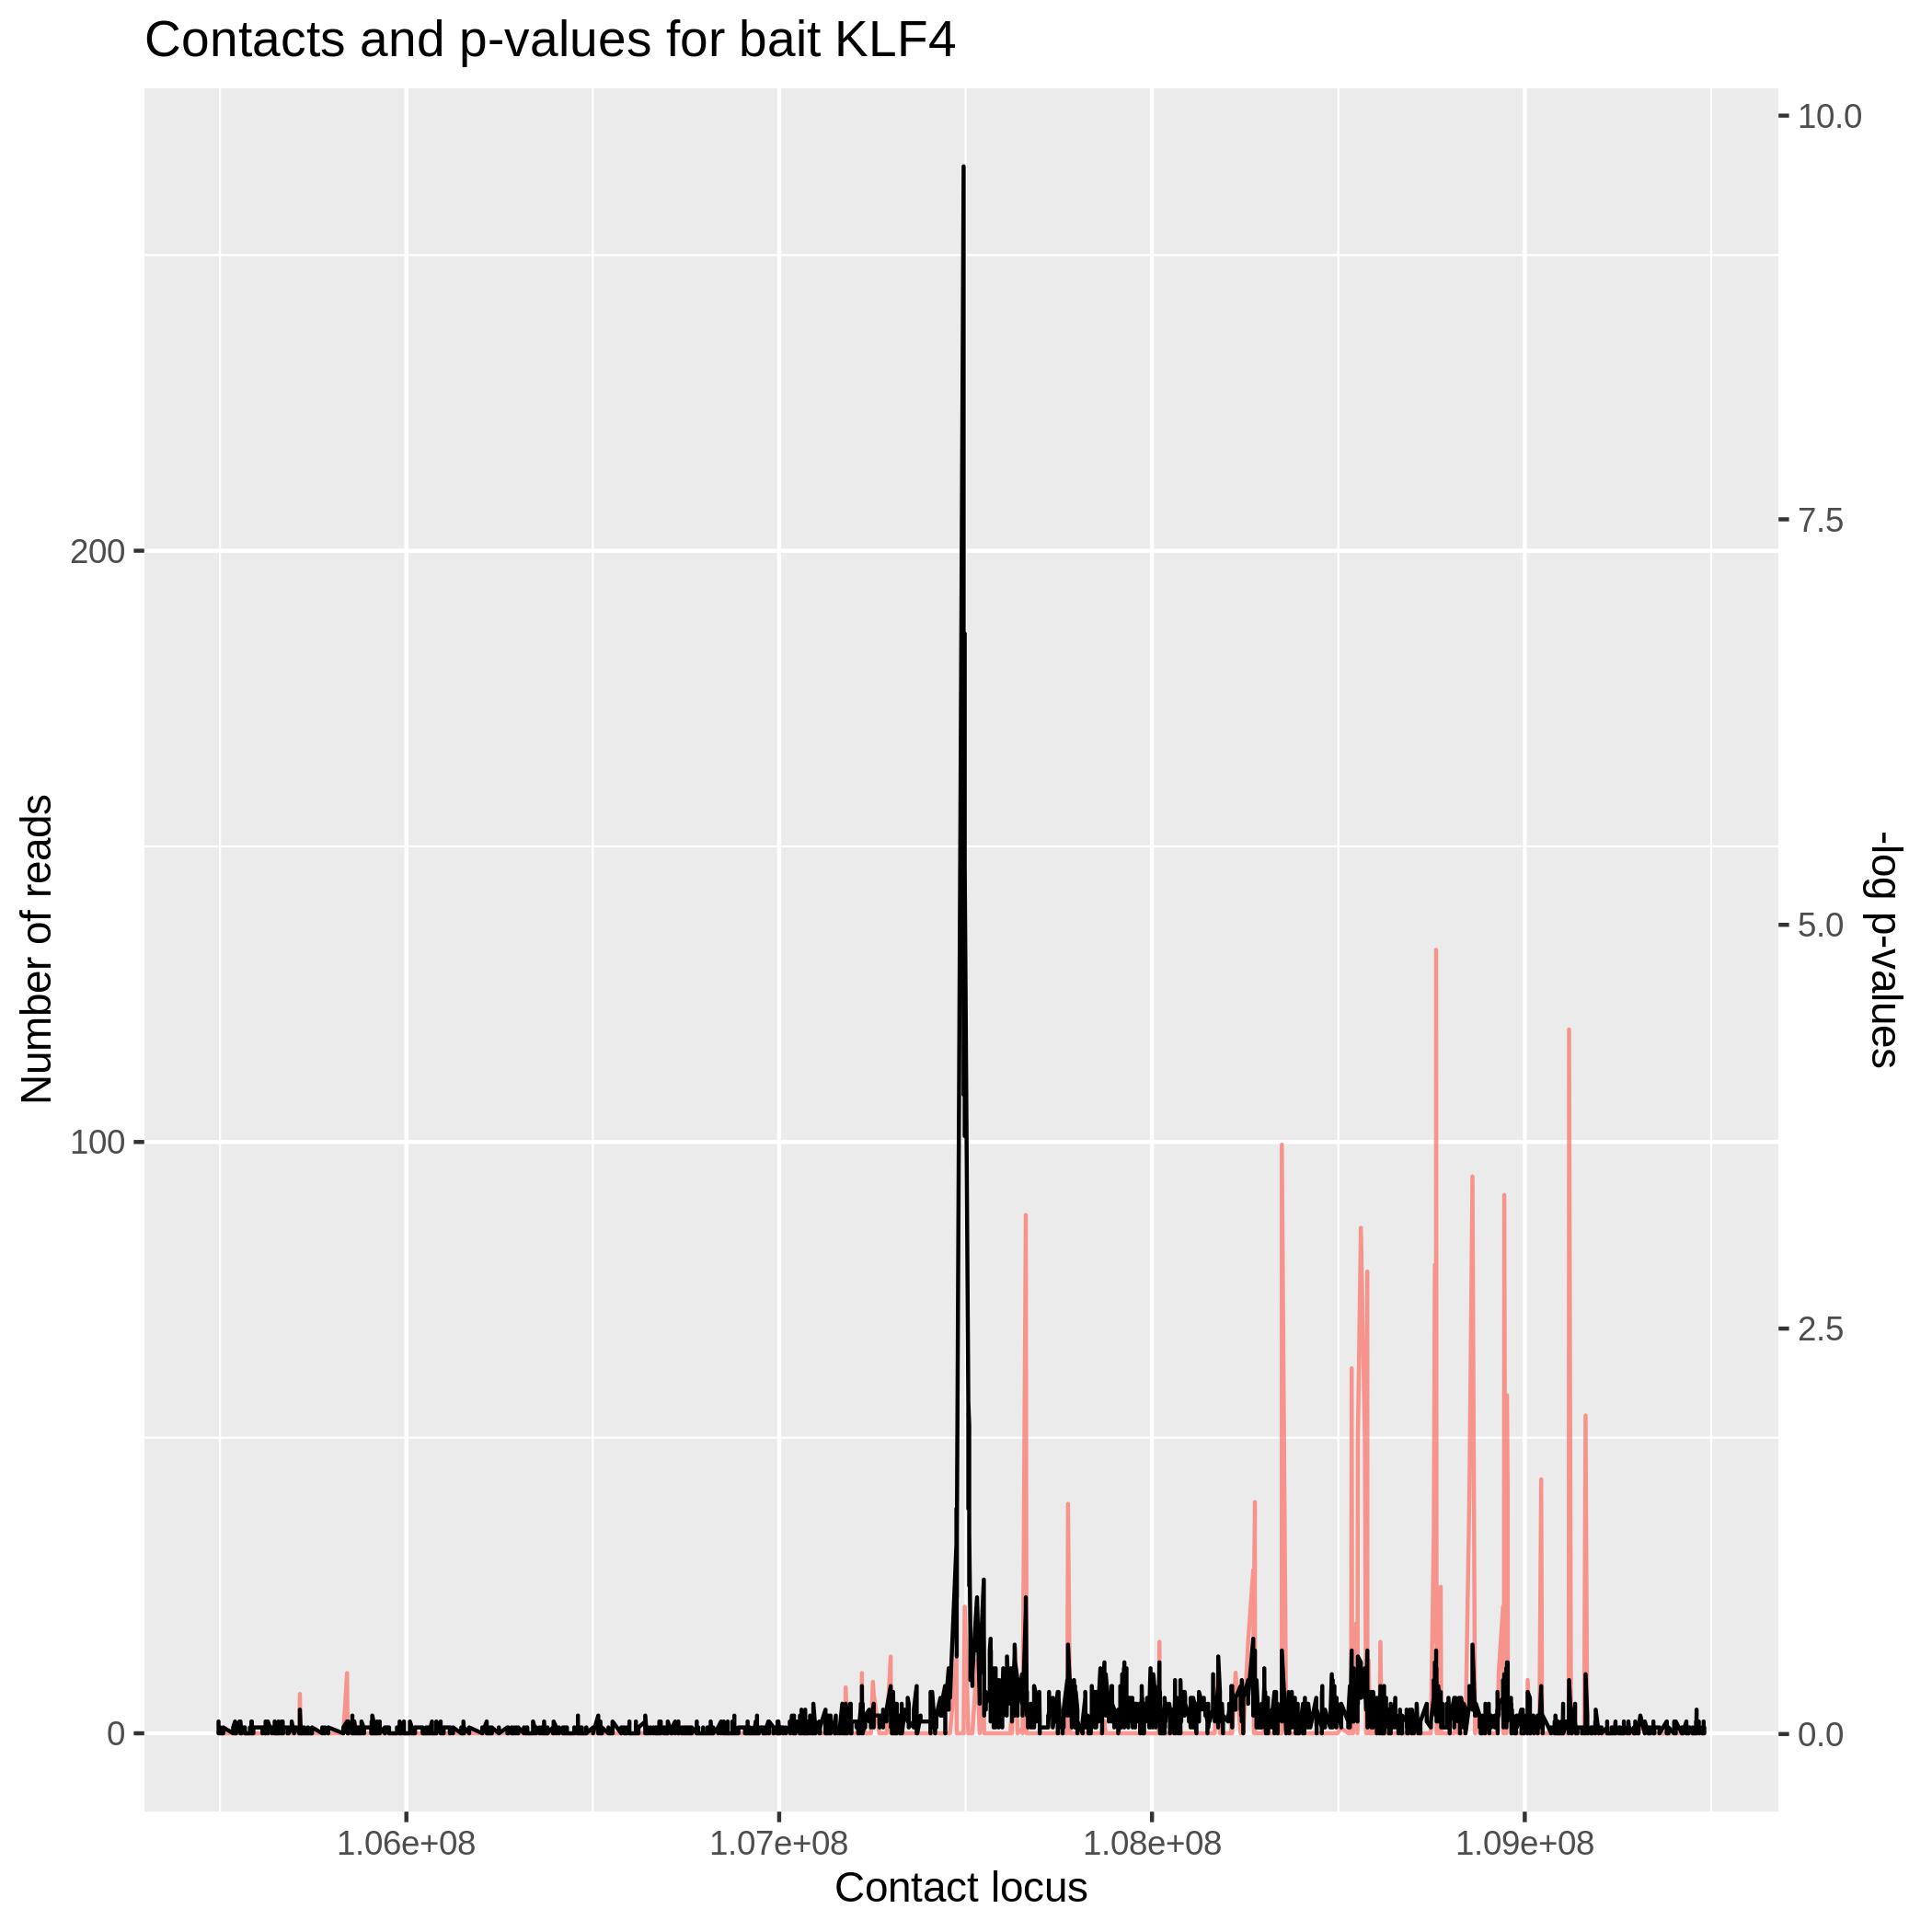 Contacts and p-values for bait KLF4
10.0
7.5
200
Number of reads
-log p-values
5.0
100
2.5
0
0.0
1.06e+08
1.07e+08
1.08e+08
1.09e+08
Contact locus